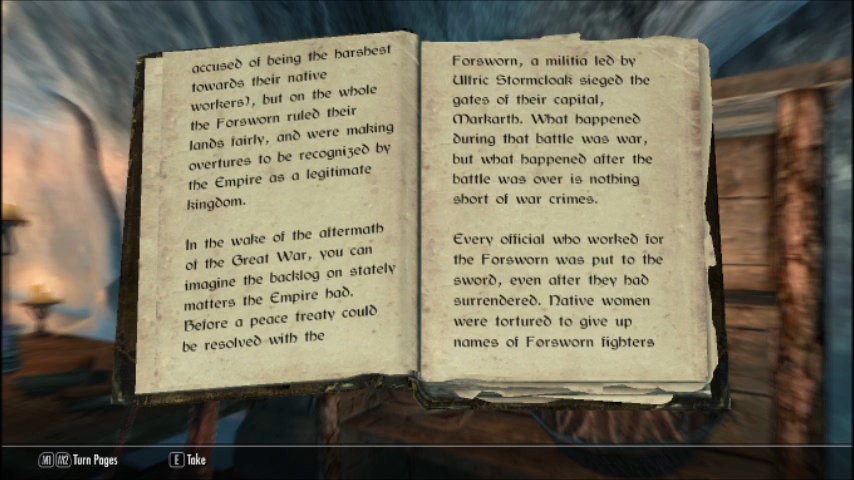 accused of being the harshest
towards their native
workers), but on the whole
the Forsworn ruled their
lands fairly, and were making
overtures to be recognized by
the Empire as a legitimate
kingdom.
In the wake of the aftermath
of the Great War, you can
imagine the backlog on stately
matters the Empire had.
Before a peace treaty could
be resolved with the
Forsworn, a militia led by
Ulfric Stormcloak sieged the
gates of their capital,
Markarth. What happened
during that battle was war,
but what happened after the
battle was over is nothing
short of war crimes.
Every official who worked for
the Forsworn was put to the
sword, even after they had
surrendered. Native women
were tortured to give up
names of Forsworn fighters
M1 M2 Turn Pages
E Take